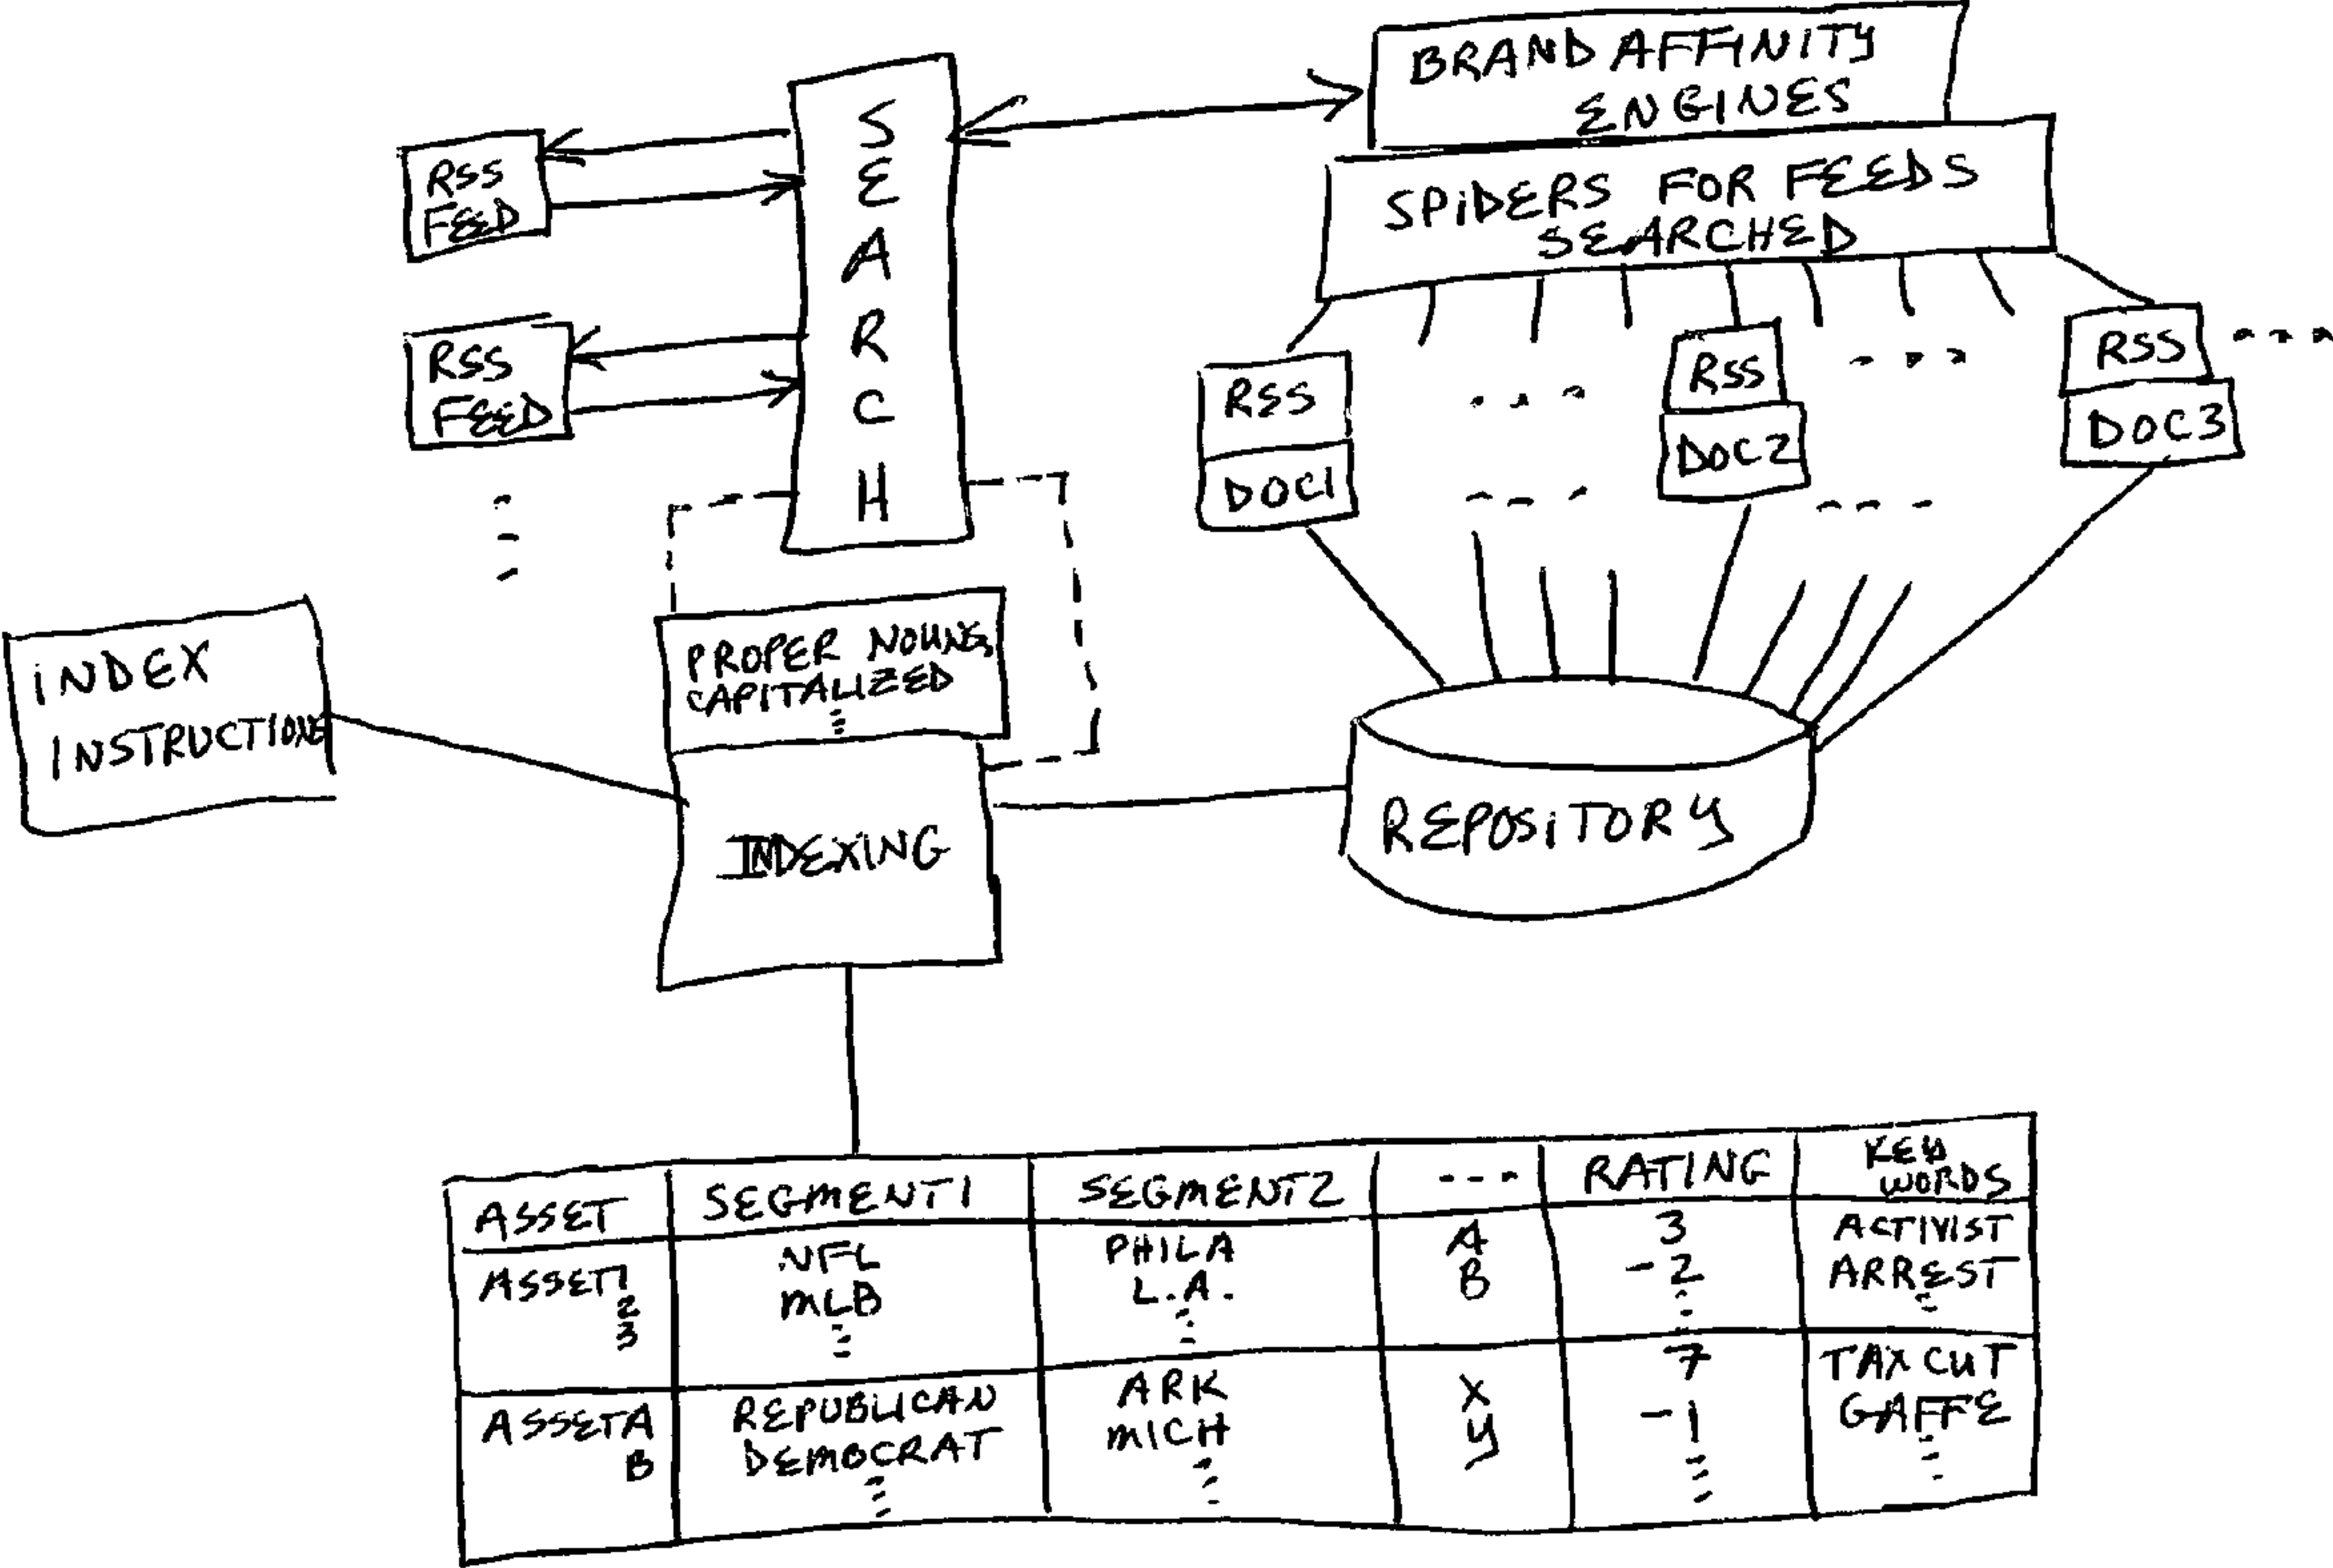 BRAND AFFINITY
ENGINES
SPIDERS FOR FEEDS
SEARCHED
SEARCH
RSS
FEED
RSS
FEED
RSS
DOC1
RSS
DOC2
RSS
DOC3
INDEX
INSTRUCTIONS
PROPER NOUNS
CAPITALIZED
INDEXING
REPOSITORY
ASSET SEGMENT1 SEGMENT2 --- RATING KEY WORDS
ASSET1 NFL PHILA A 3 ACTIVIST
2 MLB L.A. B -2 ARREST
3
ASSETA REPUBLICAN ARK X 7 TAX CUT
B DEMOCRAT MICH Y -1 GAFFE